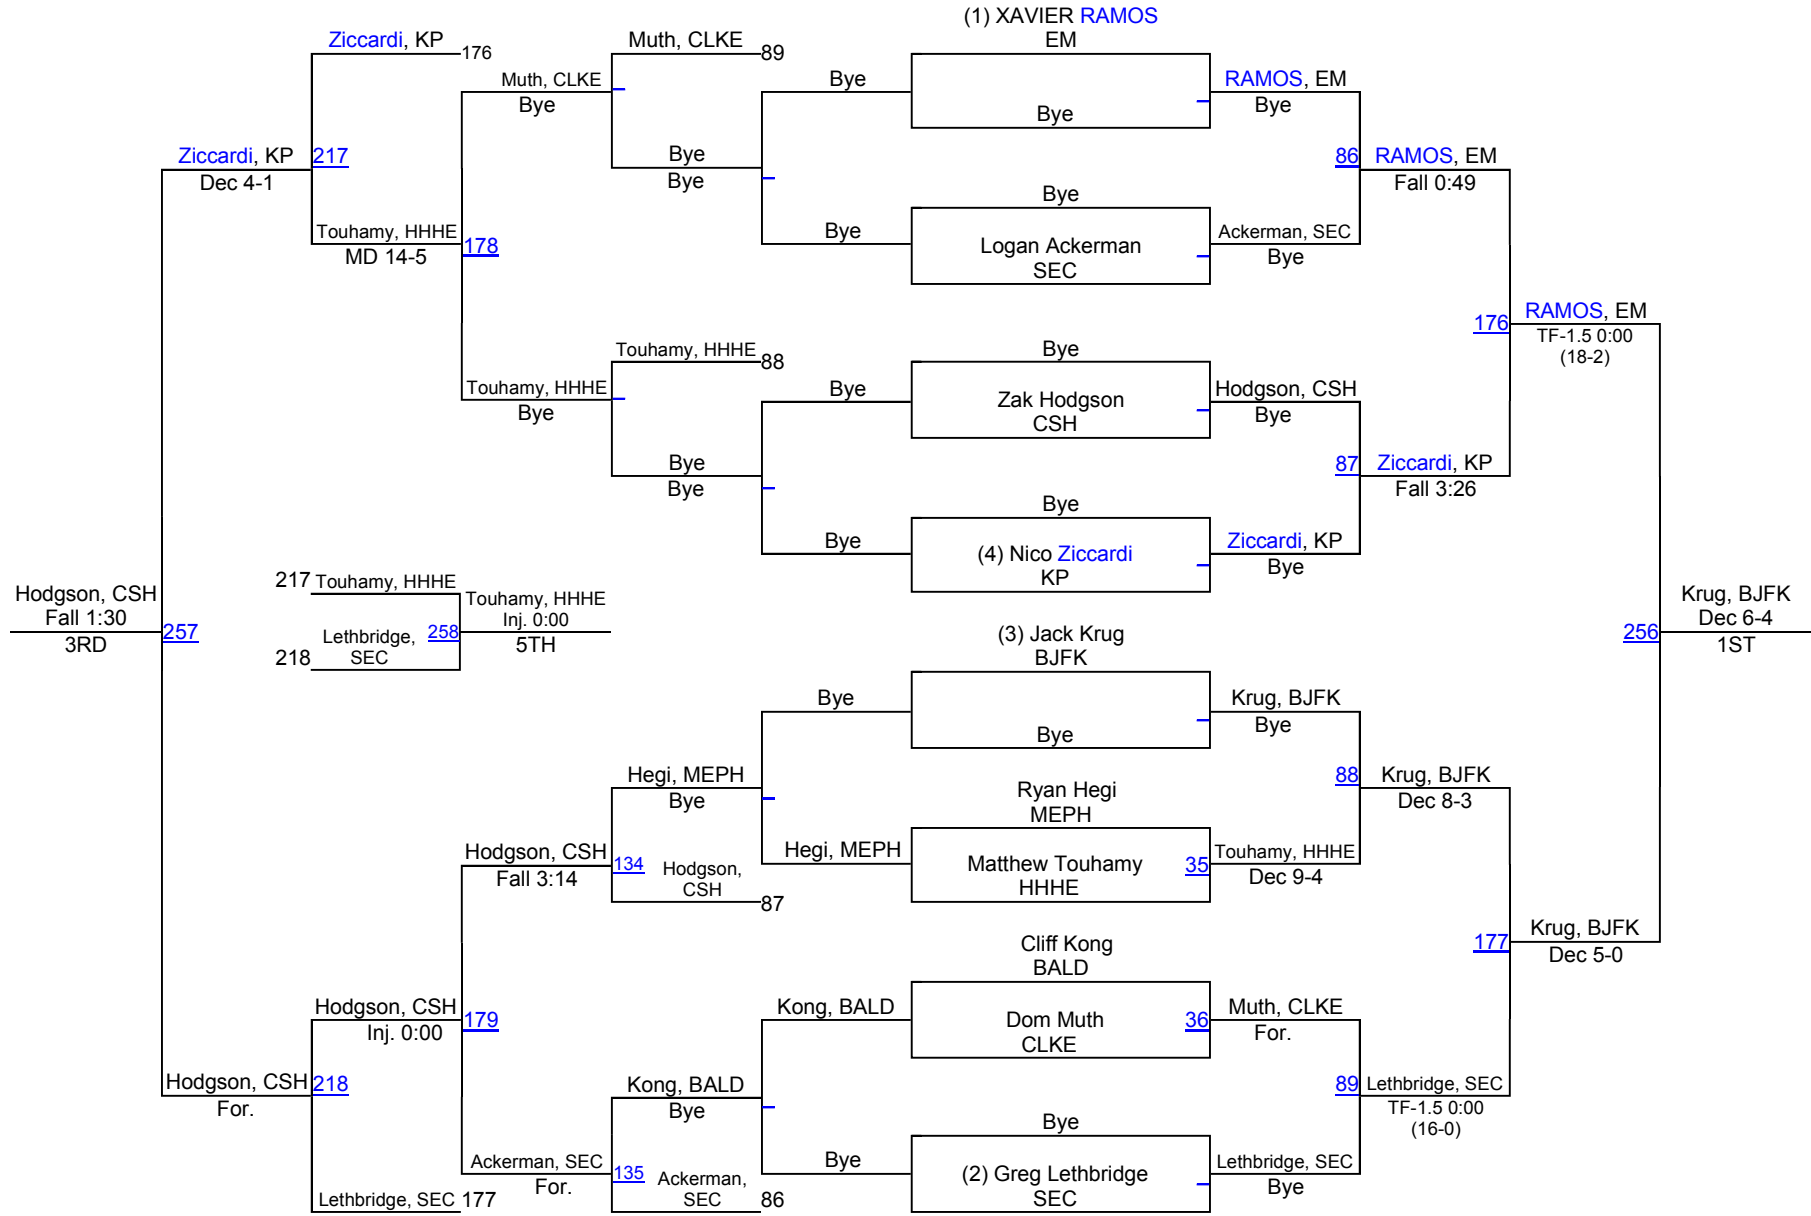 (1) XAVIER RAMOS
EM
Ziccardi, KP
176
Muth, CLKE
89
Muth, CLKE
Bye
Bye
Bye
RAMOS, EM
Bye
Ziccardi, KP
217
Dec 4-1
Bye
Bye
86
RAMOS, EM
Fall 0:49
Bye
Touhamy, HHHE
178
MD 14-5
Bye
Logan Ackerman
SEC
Ackerman, SEC
Bye
176
RAMOS, EM
TF-1.5 0:00
(18-2)
Touhamy, HHHE
88
Bye
Touhamy, HHHE
Bye
Bye
Zak Hodgson
CSH
Hodgson, CSH
Bye
Bye
Bye
87
Ziccardi, KP
Fall 3:26
Bye
Bye
(4) Nico Ziccardi
KP
Ziccardi, KP
Bye
Hodgson, CSH
Fall 1:30
257
3RD
217
Touhamy, HHHE
218
Lethbridge,
SEC
258
Touhamy, HHHE
Inj. 0:00
5TH
256
Krug, BJFK
Dec 6-4
1ST
(3) Jack Krug
BJFK
Bye
Bye
Krug, BJFK
Bye
Hegi, MEPH
Bye
Ryan Hegi
MEPH
88
Krug, BJFK
Dec 8-3
Hodgson, CSH
Fall 3:14
134
Hodgson,
CSH
87
Hegi, MEPH
Matthew Touhamy
HHHE
35
Touhamy, HHHE
Dec 9-4
177
Krug, BJFK
Dec 5-0
Cliff Kong
BALD
Hodgson, CSH
Inj. 0:00
179
Kong, BALD
Dom Muth
CLKE
36
Muth, CLKE
For.
Hodgson, CSH
218
For.
Kong, BALD
Bye
89
Lethbridge, SEC
TF-1.5 0:00
(16-0)
Bye
Ackerman, SEC
For.
135
Ackerman,
SEC
86
Bye
(2) Greg Lethbridge
SEC
Lethbridge, SEC
Bye
Lethbridge, SEC
177